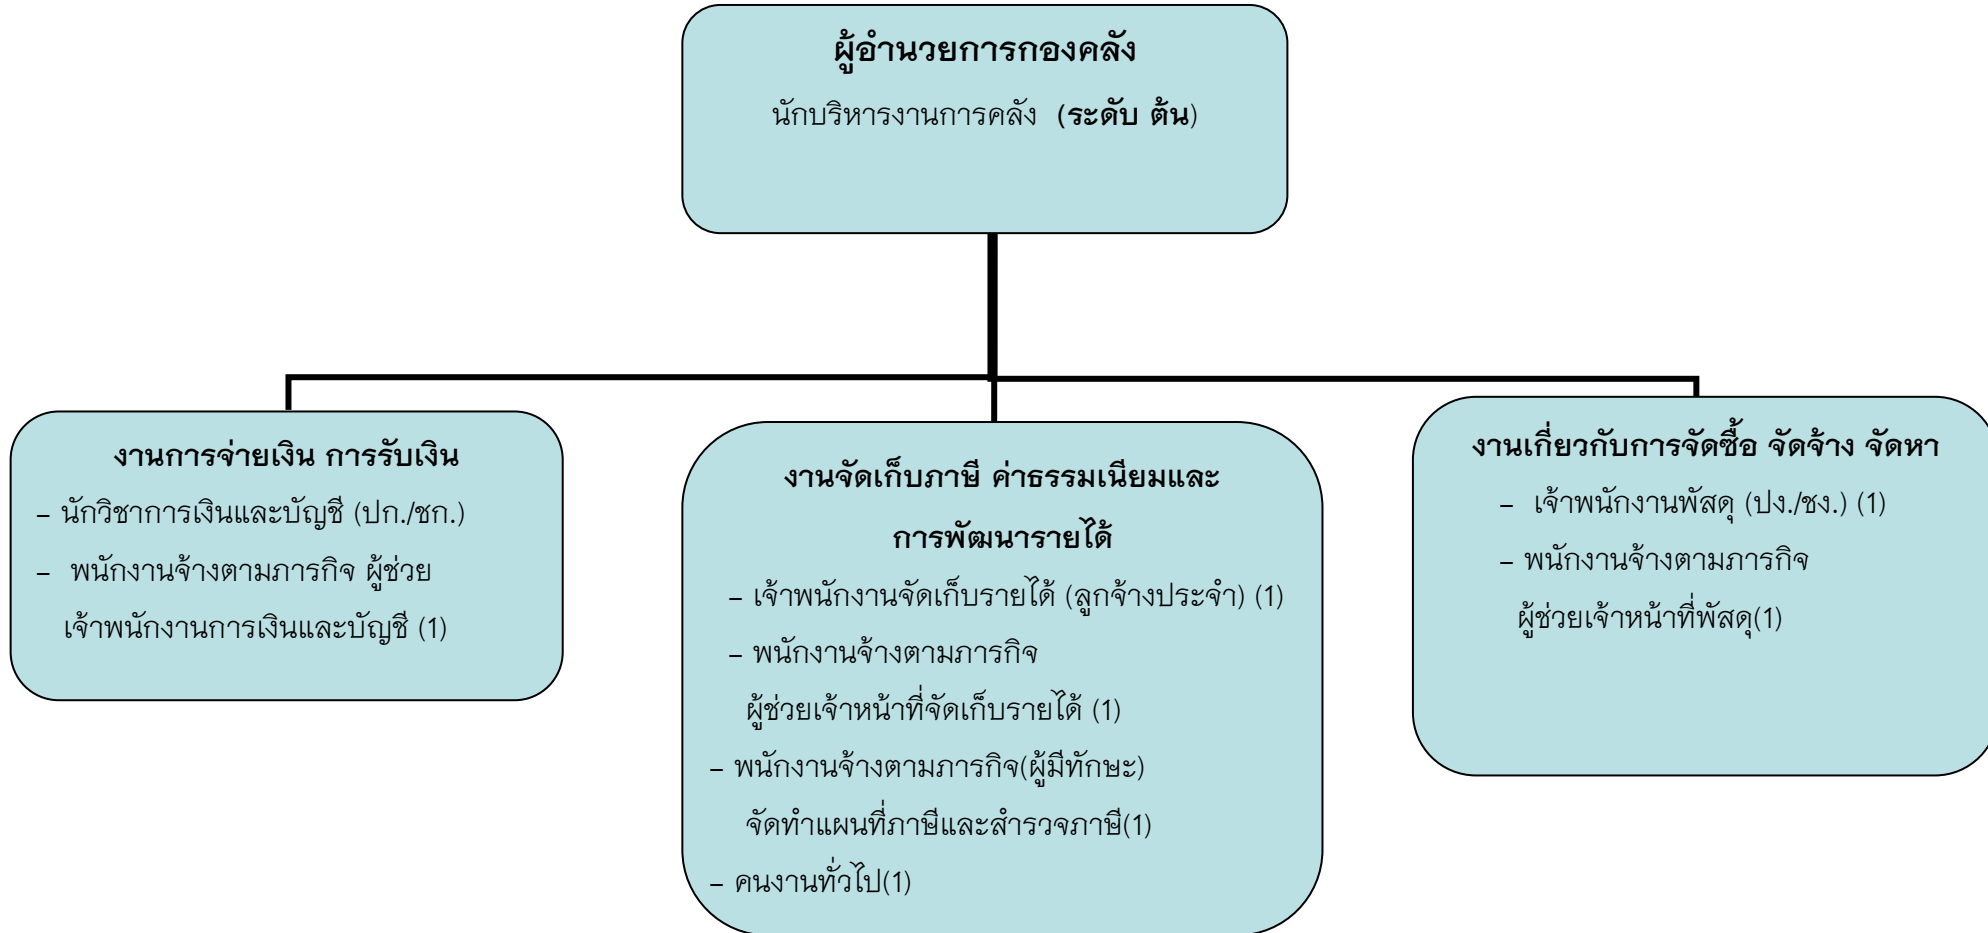 ผู้อำนวยการกองคลัง
นักบริหารงานการคลัง (ระดับ ต้น)
งานการจ่ายเงิน การรับเงิน
– นักวิชาการเงินและบัญชี (ปก./ชก.)
– พนักงานจ้างตามภารกิจ ผู้ช่วย
เจ้าพนักงานการเงินและบัญชี (1)
งานจัดเก็บภาษี ค่าธรรมเนียมและ
การพัฒนารายได้
– เจ้าพนักงานจัดเก็บรายได้ (ลูกจ้างประจำ) (1)
– พนักงานจ้างตามภารกิจ
ผู้ช่วยเจ้าหน้าที่จัดเก็บรายได้ (1)
– พนักงานจ้างตามภารกิจ(ผู้มีทักษะ)
จัดทำแผนที่ภาษีและสำรวจภาษี(1)
– คนงานทั่วไป(1)
งานเกี่ยวกับการจัดซื้อ จัดจ้าง จัดหา
– เจ้าพนักงานพัสดุ (ปง./ชง.) (1)
– พนักงานจ้างตามภารกิจ
ผู้ช่วยเจ้าหน้าที่พัสดุ(1)